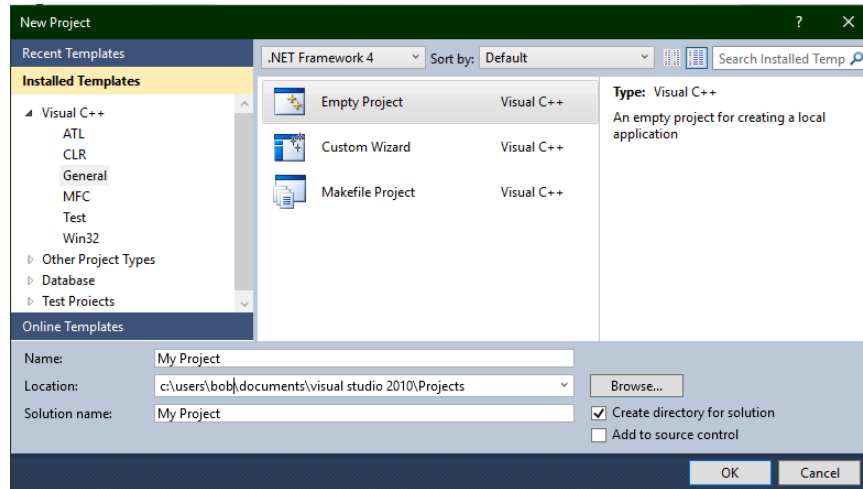 New Project
?
Recent Templates
.NET Framework 4
Sort by: Default
Search Installed Temp
Installed Templates
Visual C++
ATL
CLR
General
MFC
Test
Win32
Other Project Types
Database
Test Projects
Online Templates
Empty Project Visual C++
Custom Wizard Visual C++
Makefile Project Visual C++
Type: Visual C++
An empty project for creating a local
application
Name: My Project
Location: c:\users\bob\documents\visual studio 2010\Projects
Browse...
Solution name: My Project
Create directory for solution
Add to source control
OK
Cancel